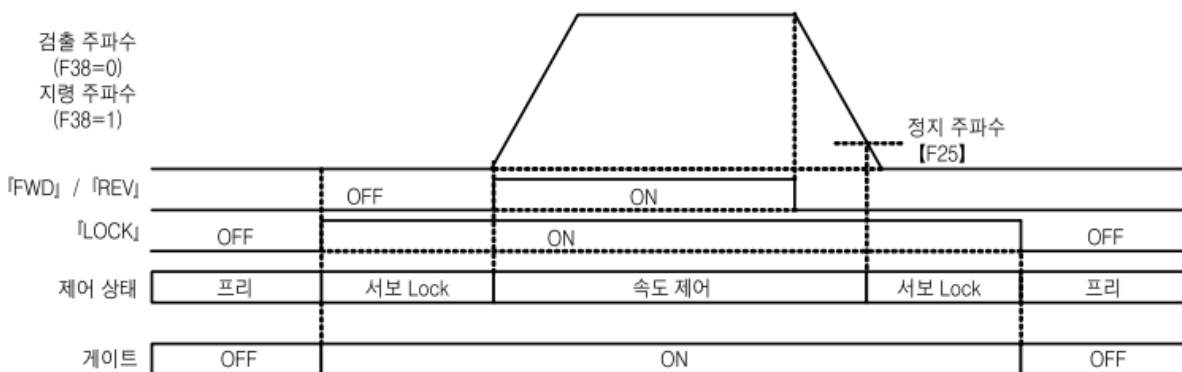 검출 주파수
(F38=0)
지령 주파수
(F38=1)
정지 주파수
【F25】
『FWD』 / 『REV』 OFF ON
『LOCK』 OFF ON OFF
제어 상태 프리 서보 Lock 속도 제어 서보 Lock 프리
게이트 OFF ON OFF